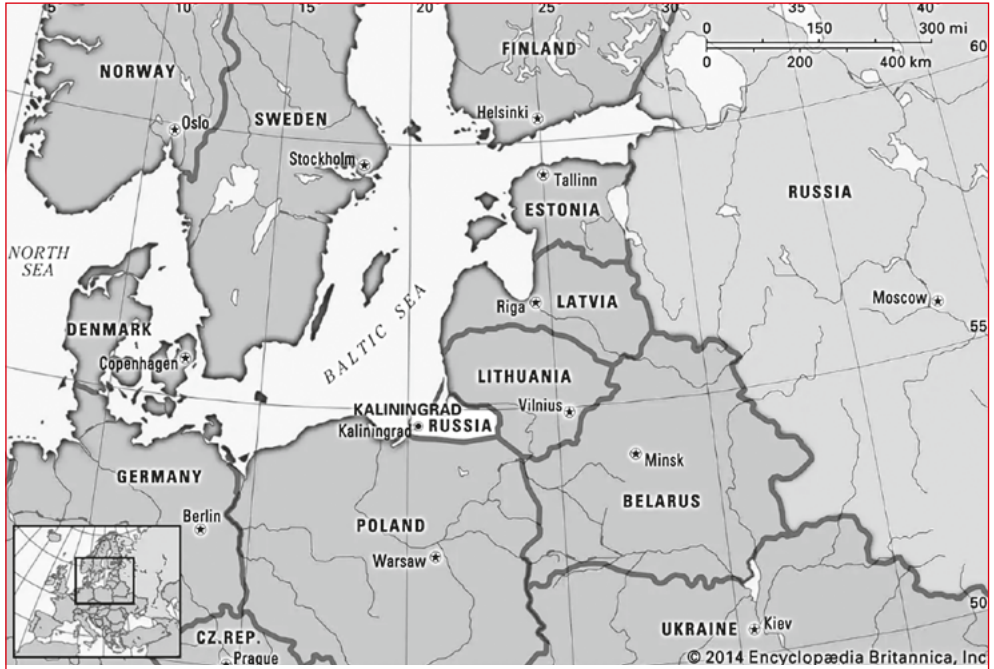 5
10
15
20
25
30
35
40
0 150 300 mi
0 200 400 km
60
FINLAND
NORWAY
Helsinki
Oslo
SWEDEN
Stockholm
Tallinn
ESTONIA
RUSSIA
NORTH
SEA
BALTIC SEA
Riga
LATVIA
Moscow
55
DENMARK
Copenhagen
LITHUANIA
Vilnius
KALININGRAD
RUSSIA
Kaliningrad
Minsk
BELARUS
GERMANY
Berlin
POLAND
Warsaw
50
CZ.REP.
Prague
UKRAINE
Kiev
© 2014 Encyclopædia Britannica, Inc